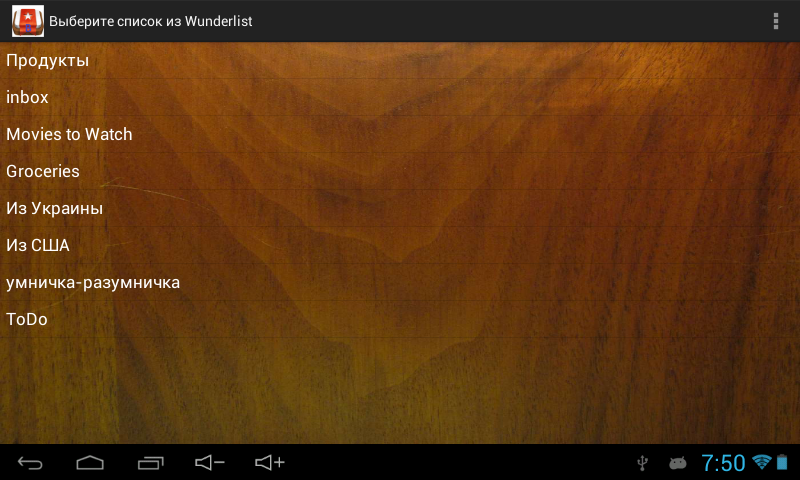 Выберите список из Wunderlist
Продукты
inbox
Movies to Watch
Groceries
Из Украины
Из США
умничка-разумничка
ToDo
7:50